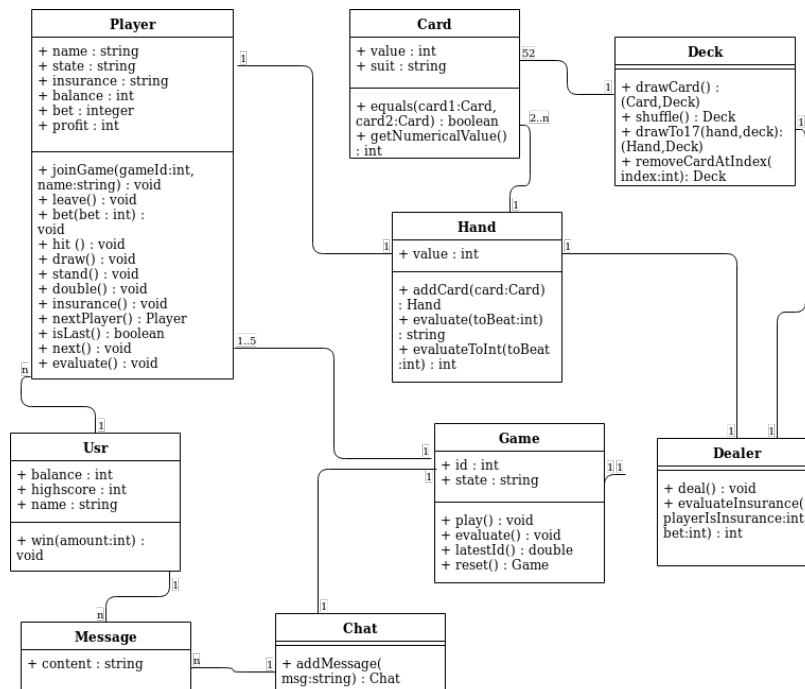 Player
+ name : string
+ state : string
+ insurance : string
+ balance : int
+ bet : integer
+ profit : int
+ joinGame(gameId:int,
name:string) : void
+ leave() : void
+ bet(bet : int) :
void
+ hit () : void
+ draw() : void
+ stand() : void
+ double() : void
+ insurance() : void
+ nextPlayer() : Player
+ isLast() : boolean
+ next() : void
+ evaluate() : void
1
1..5
n
Card
+ value : int
+ suit : string
+ equals(card1:Card,
card2:Card) : boolean
+ getNumericalValue()
: int
52
2..n
Deck
+ drawCard() :
(Card,Deck)
+ shuffle() : Deck
+ drawTo17(hand,deck):
(Hand,Deck)
+ removeCardAtIndex(
index:int): Deck
1
1
Hand
+ value : int
+ addCard(card:Card)
: Hand
+ evaluate(toBeat:int)
: string
+ evaluateToInt(toBeat
:int) : int
1
1
1
Usr
+ balance : int
+ highscore : int
+ name : string
+ win(amount:int) :
void
1
1
Game
+ id : int
+ state : string
+ play() : void
+ evaluate() : void
+ latestId() : double
+ reset() : Game
1
1
1
1
Dealer
+ deal() : void
+ evaluateInsurance(
playerIsInsurance:int
bet:int) : int
1
1
Message
+ content : string
n
n
Chat
+ addMessage(
msg:string) : Chat
1
1